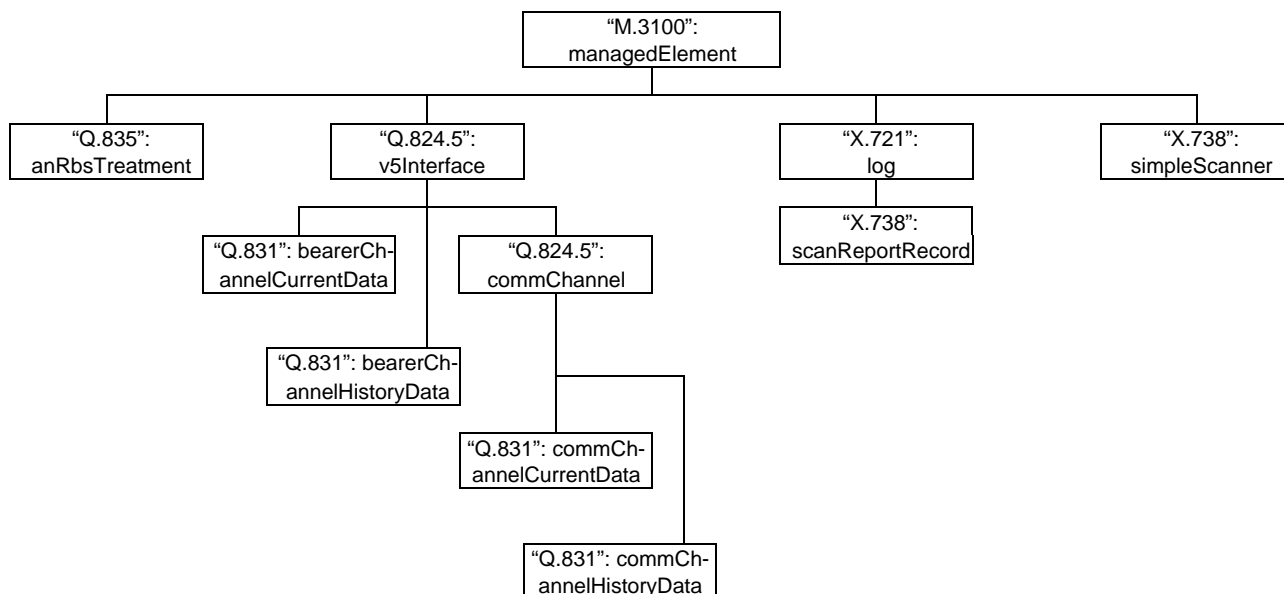 “M.3100”:
managedElement
“Q.835”:
anRbsTreatment
“Q.824.5”:
v5Interface
“X.721”:
log
“X.738”:
simpleScanner
“Q.831”: bearerCh-
annelCurrentData
“Q.824.5”:
commChannel
“X.738”:
scanReportRecord
“Q.831”: bearerCh-
annelHistoryData
“Q.831”: commCh-
annelCurrentData
“Q.831”: commCh-
annelHistoryData